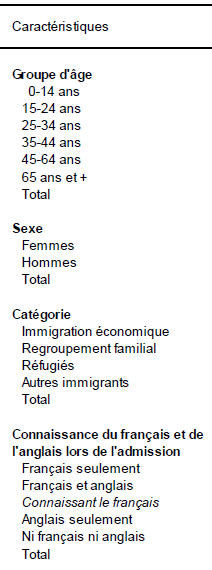 Caractéristiques
Groupe d'âge
0-14 ans
15-24 ans
25-34 ans
35-44 ans
45-64 ans
65 ans et +
Total
Sexe
Femmes
Hommes
Total
Catégorie
Immigration économique
Regroupement familial
Réfugiés
Autres immigrants
Total
Connaissance du français et de
l'anglais lors de l'admission
Français seulement
Français et anglais
Connaissant le français
Anglais seulement
Ni français ni anglais
Total